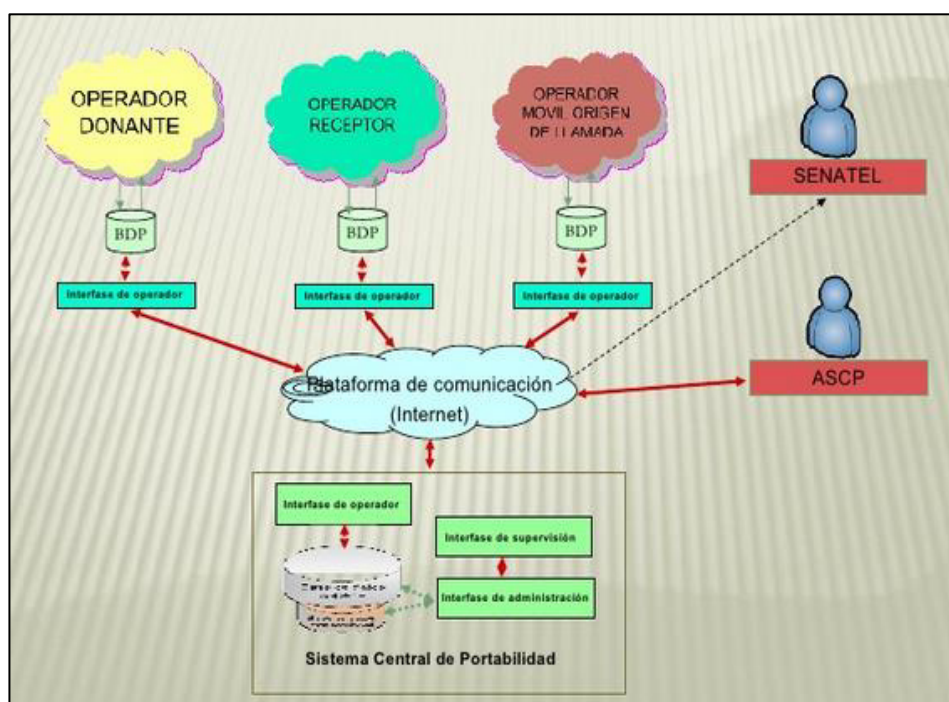 OPERADOR
DONANTE
OPERADOR
RECEPTOR
OPERADOR
MOVIL ORIGEN
DE LLAMADA
SENATEL
BDP
BDP
BDP
Interfase de operador
Interfase de operador
Interfase de operador
ASCP
Plataforma de comunicación
(Internet)
Interfase de operador
Interfase de supervisión
Interfase de administración
Sistema Central de Portabilidad